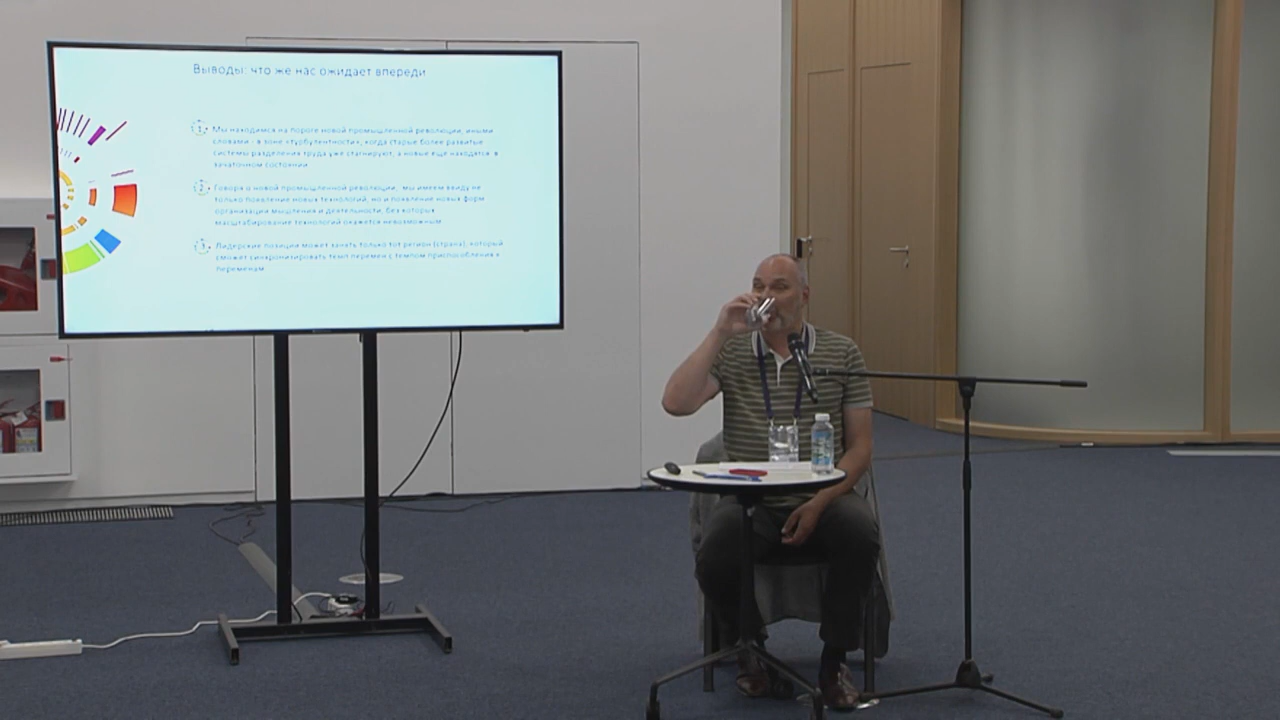 Выводы: что же нас ожидает впереди
1. Мы находимся на пороге новой промышленной революции, иными
словами - в зоне «турбулентности», когда старые более развитые
системы разделения труда уже стагнируют, а новые еще находятся в
зачаточном состоянии.
2. Говоря о новой промышленной революции, мы имеем ввиду не
только появление новых технологий, но и появление новых форм
организации мышления и деятельности, без которых
масштабирование технологий окажется невозможным
3. Лидерские позиции может занять только тот регион (страна), который
сможет синхронизировать темп перемен с темпом приспособления к
переменам